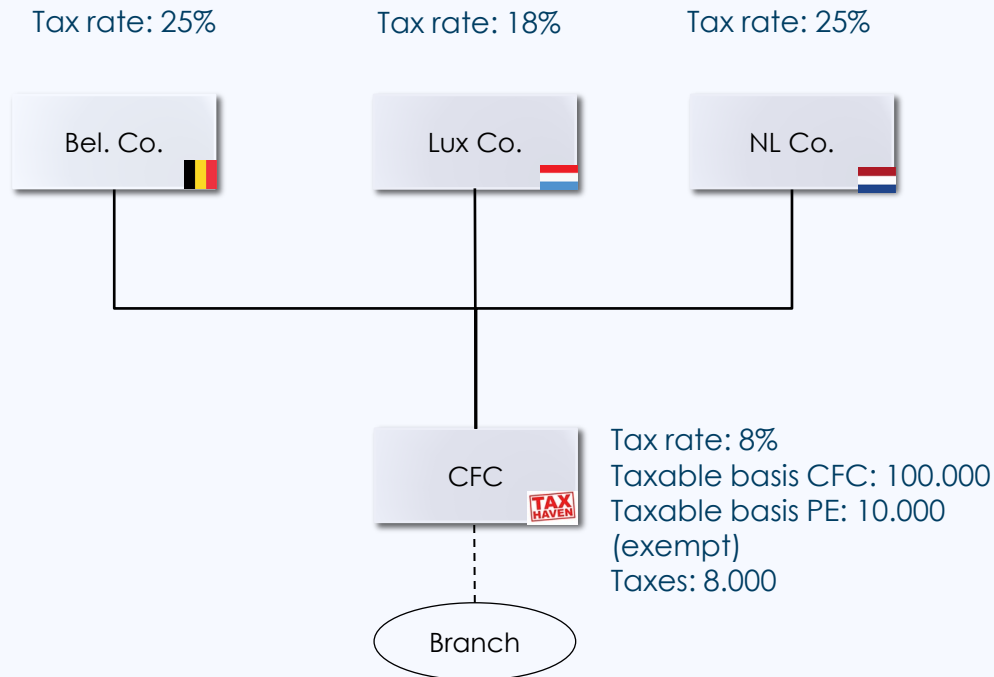 Tax rate: 25%
Tax rate: 18%
Tax rate: 25%
Bel. Co.
Lux Co.
NL Co.
CFC
TAX
HAVEN
Tax rate: 8%
Taxable basis CFC: 100.000
Taxable basis PE: 10.000
(exempt)
Taxes: 8.000
Branch